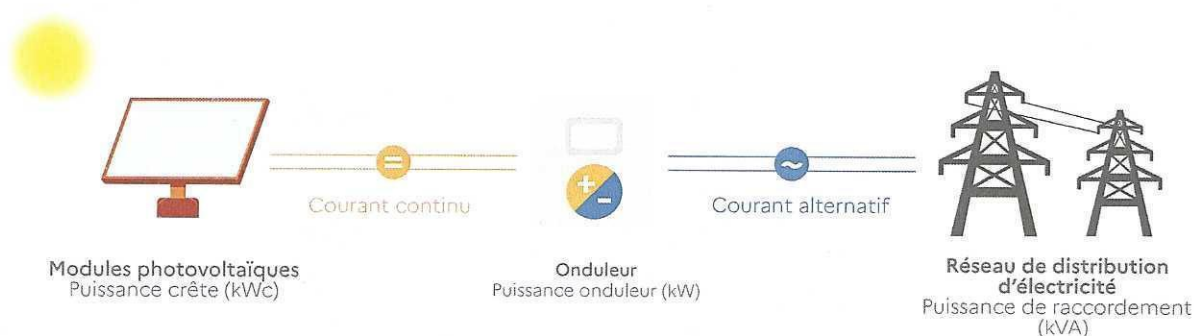 Courant continu
Courant alternatif
Modules photovoltaïques
Puissance crête (kWc)
Onduleur
Puissance onduleur (kW)
Réseau de distribution
d'électricité
Puissance de raccordement
(kVA)